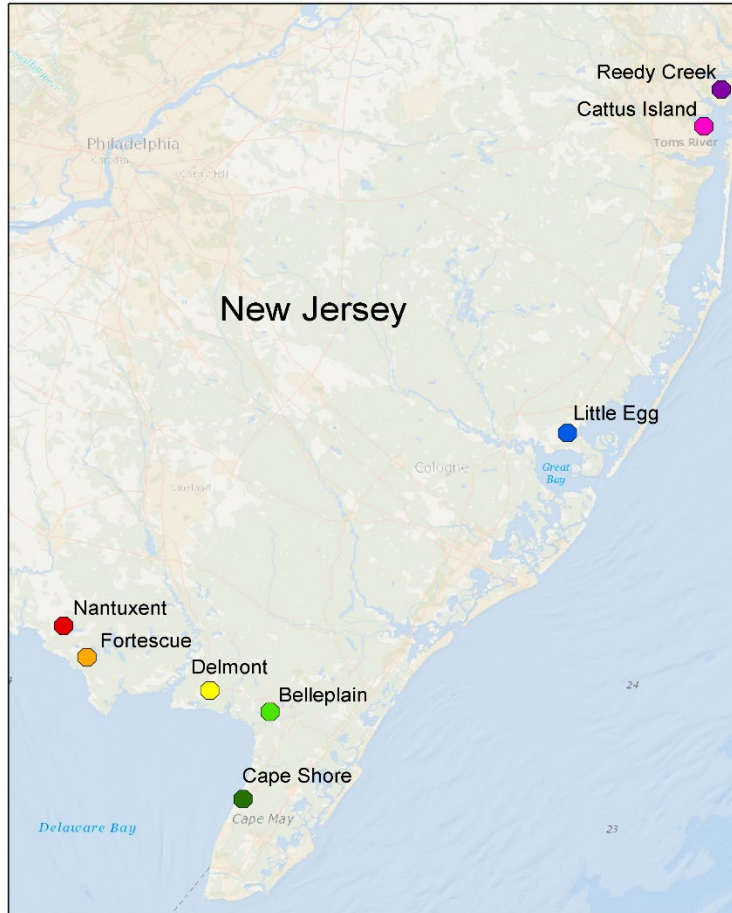 Reedy Creek
Cattus Island
Toms River
Philadelphia
Camden
Cherry Hill
New Jersey
Little Egg
Cologne
Great
Bay
Vineland
Nantuxent
Fortescue
Delmont
Belleplain
24
Cape Shore
Cape May
Delaware Bay
23